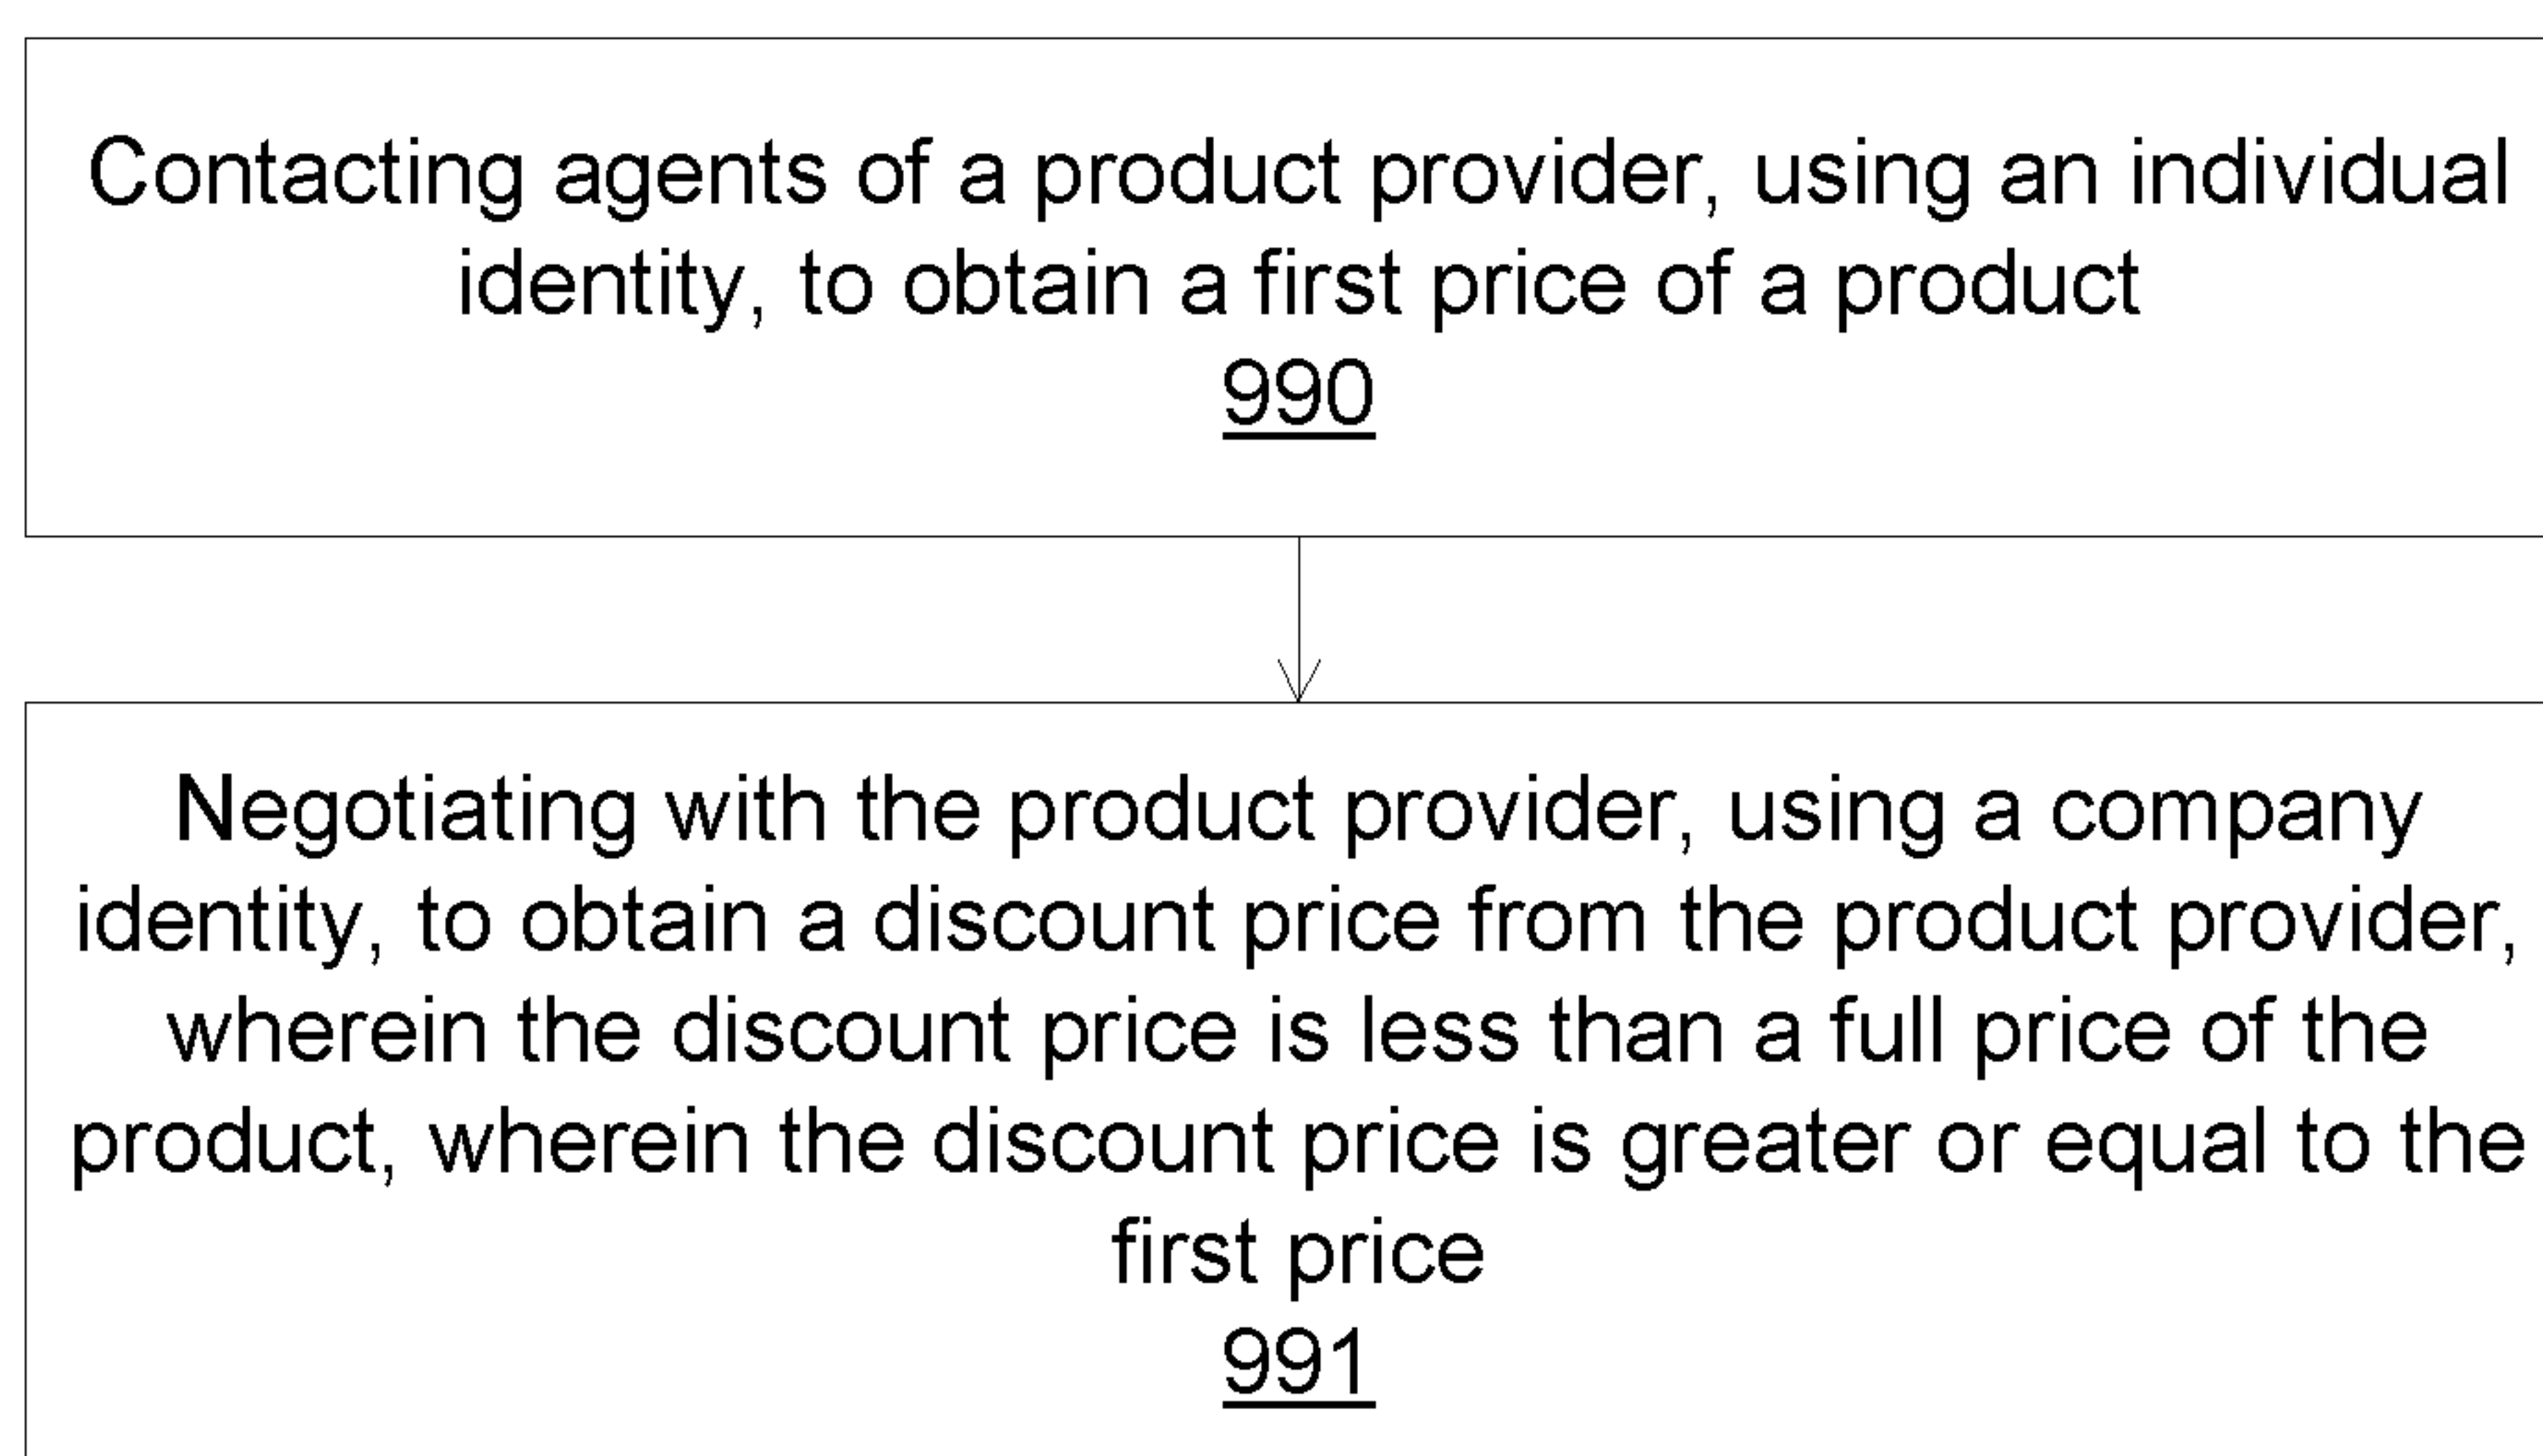 Contacting agents of a product provider, using an individual
identity, to obtain a first price of a product
990
Negotiating with the product provider, using a company
identity, to obtain a discount price from the product provider,
wherein the discount price is less than a full price of the
product, wherein the discount price is greater or equal to the
first price
991